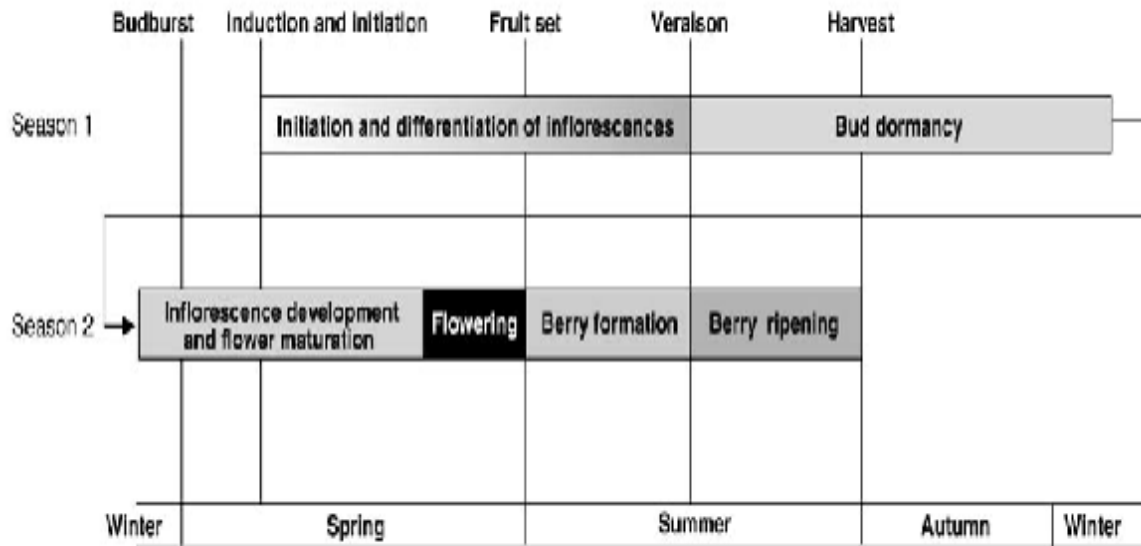 Budburst Induction and Initiation Fruit set Veraison Harvest
Season 1 Initiation and differentiation of inflorescences Bud dormancy
Season 2 Inflorescence development
and flower maturation Flowering Berry formation Berry ripening
Winter Spring Summer Autumn Winter